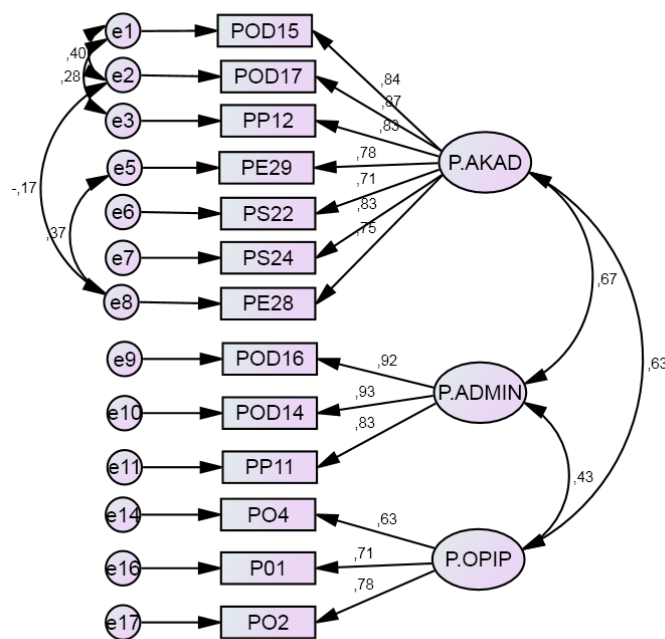 e1 POD15
,40
,84
,28
e2 POD17
,87
e3 PP12
,83
e5 PE29
,78
P.AKAD
-,17
e6 PS22
,71
,37
e7 PS24
,83
e8 PE28
,75
,67
,63
e9 POD16
,92
P.ADMIN
e10 POD14
,93
e11 PP11
,83
,43
e14 PO4
,63
P.OPIP
e16 P01
,71
e17 PO2
,78